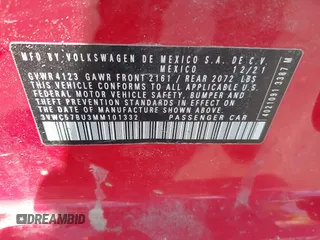 MFD. BY VOLKSWAGEN DE MEXICO S.A. DE C.V.
MEXICO 12/21
GVWR 4123 GAWR FRONT 2161 / REAR 2072 LBS
THIS VEHICLE CONFORMS TO ALL APPLICABLE
FEDERAL MOTOR VEHICLE SAFETY, BUMPER AND
THEFT PREVENTION STANDARDS IN EFFECT ON
THE DATE OF MANUFACTURE SHOWN ABOVE.
3VWC57BU3MM101332 PASSENGER CAR
DREAMBID